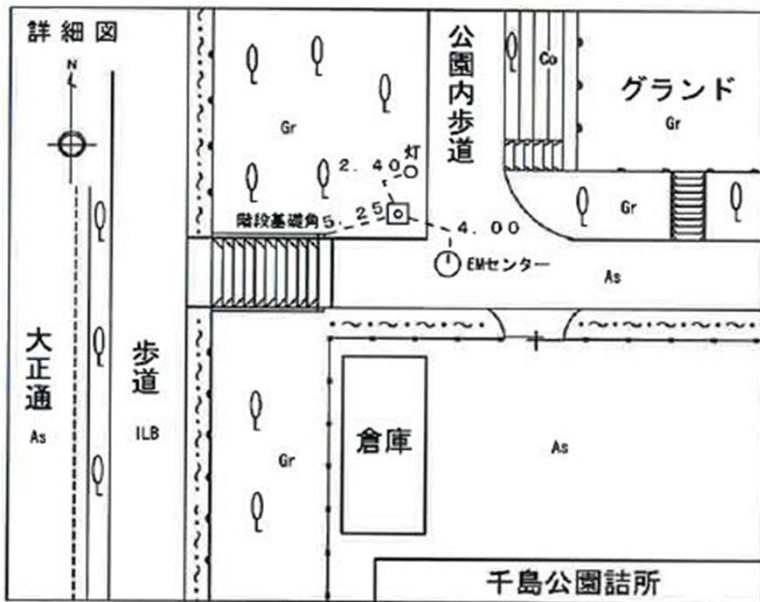 詳細図
N
公園内歩道
Co
グランド
Gr
Gr
灯
2.40
階段基礎角
5.25
4.00
Gr
EMセンター
As
大正通
As
歩道
ILB
Gr
倉庫
As
千島公園詰所